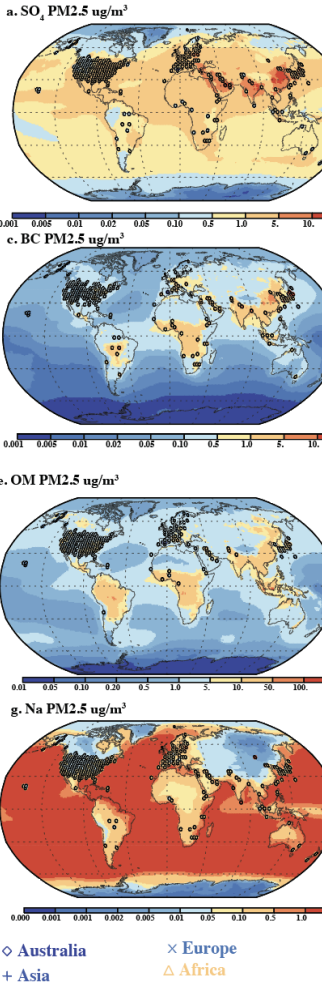 a. SO4 PM2.5 ug/m3
0.001 0.005 0.01 0.02 0.05 0.10 0.5 1.0 5. 10.
c. BC PM2.5 ug/m3
0.001 0.005 0.01 0.02 0.05 0.10 0.5 1.0 5. 10.
e. OM PM2.5 ug/m3
0.01 0.05 0.10 0.20 0.5 1.0 5. 10. 50. 100.
g. Na PM2.5 ug/m3
0.000 0.001 0.002 0.005 0.01 0.05 0.10 0.5 1.0
◇ Australia × Europe
+ Asia △ Africa